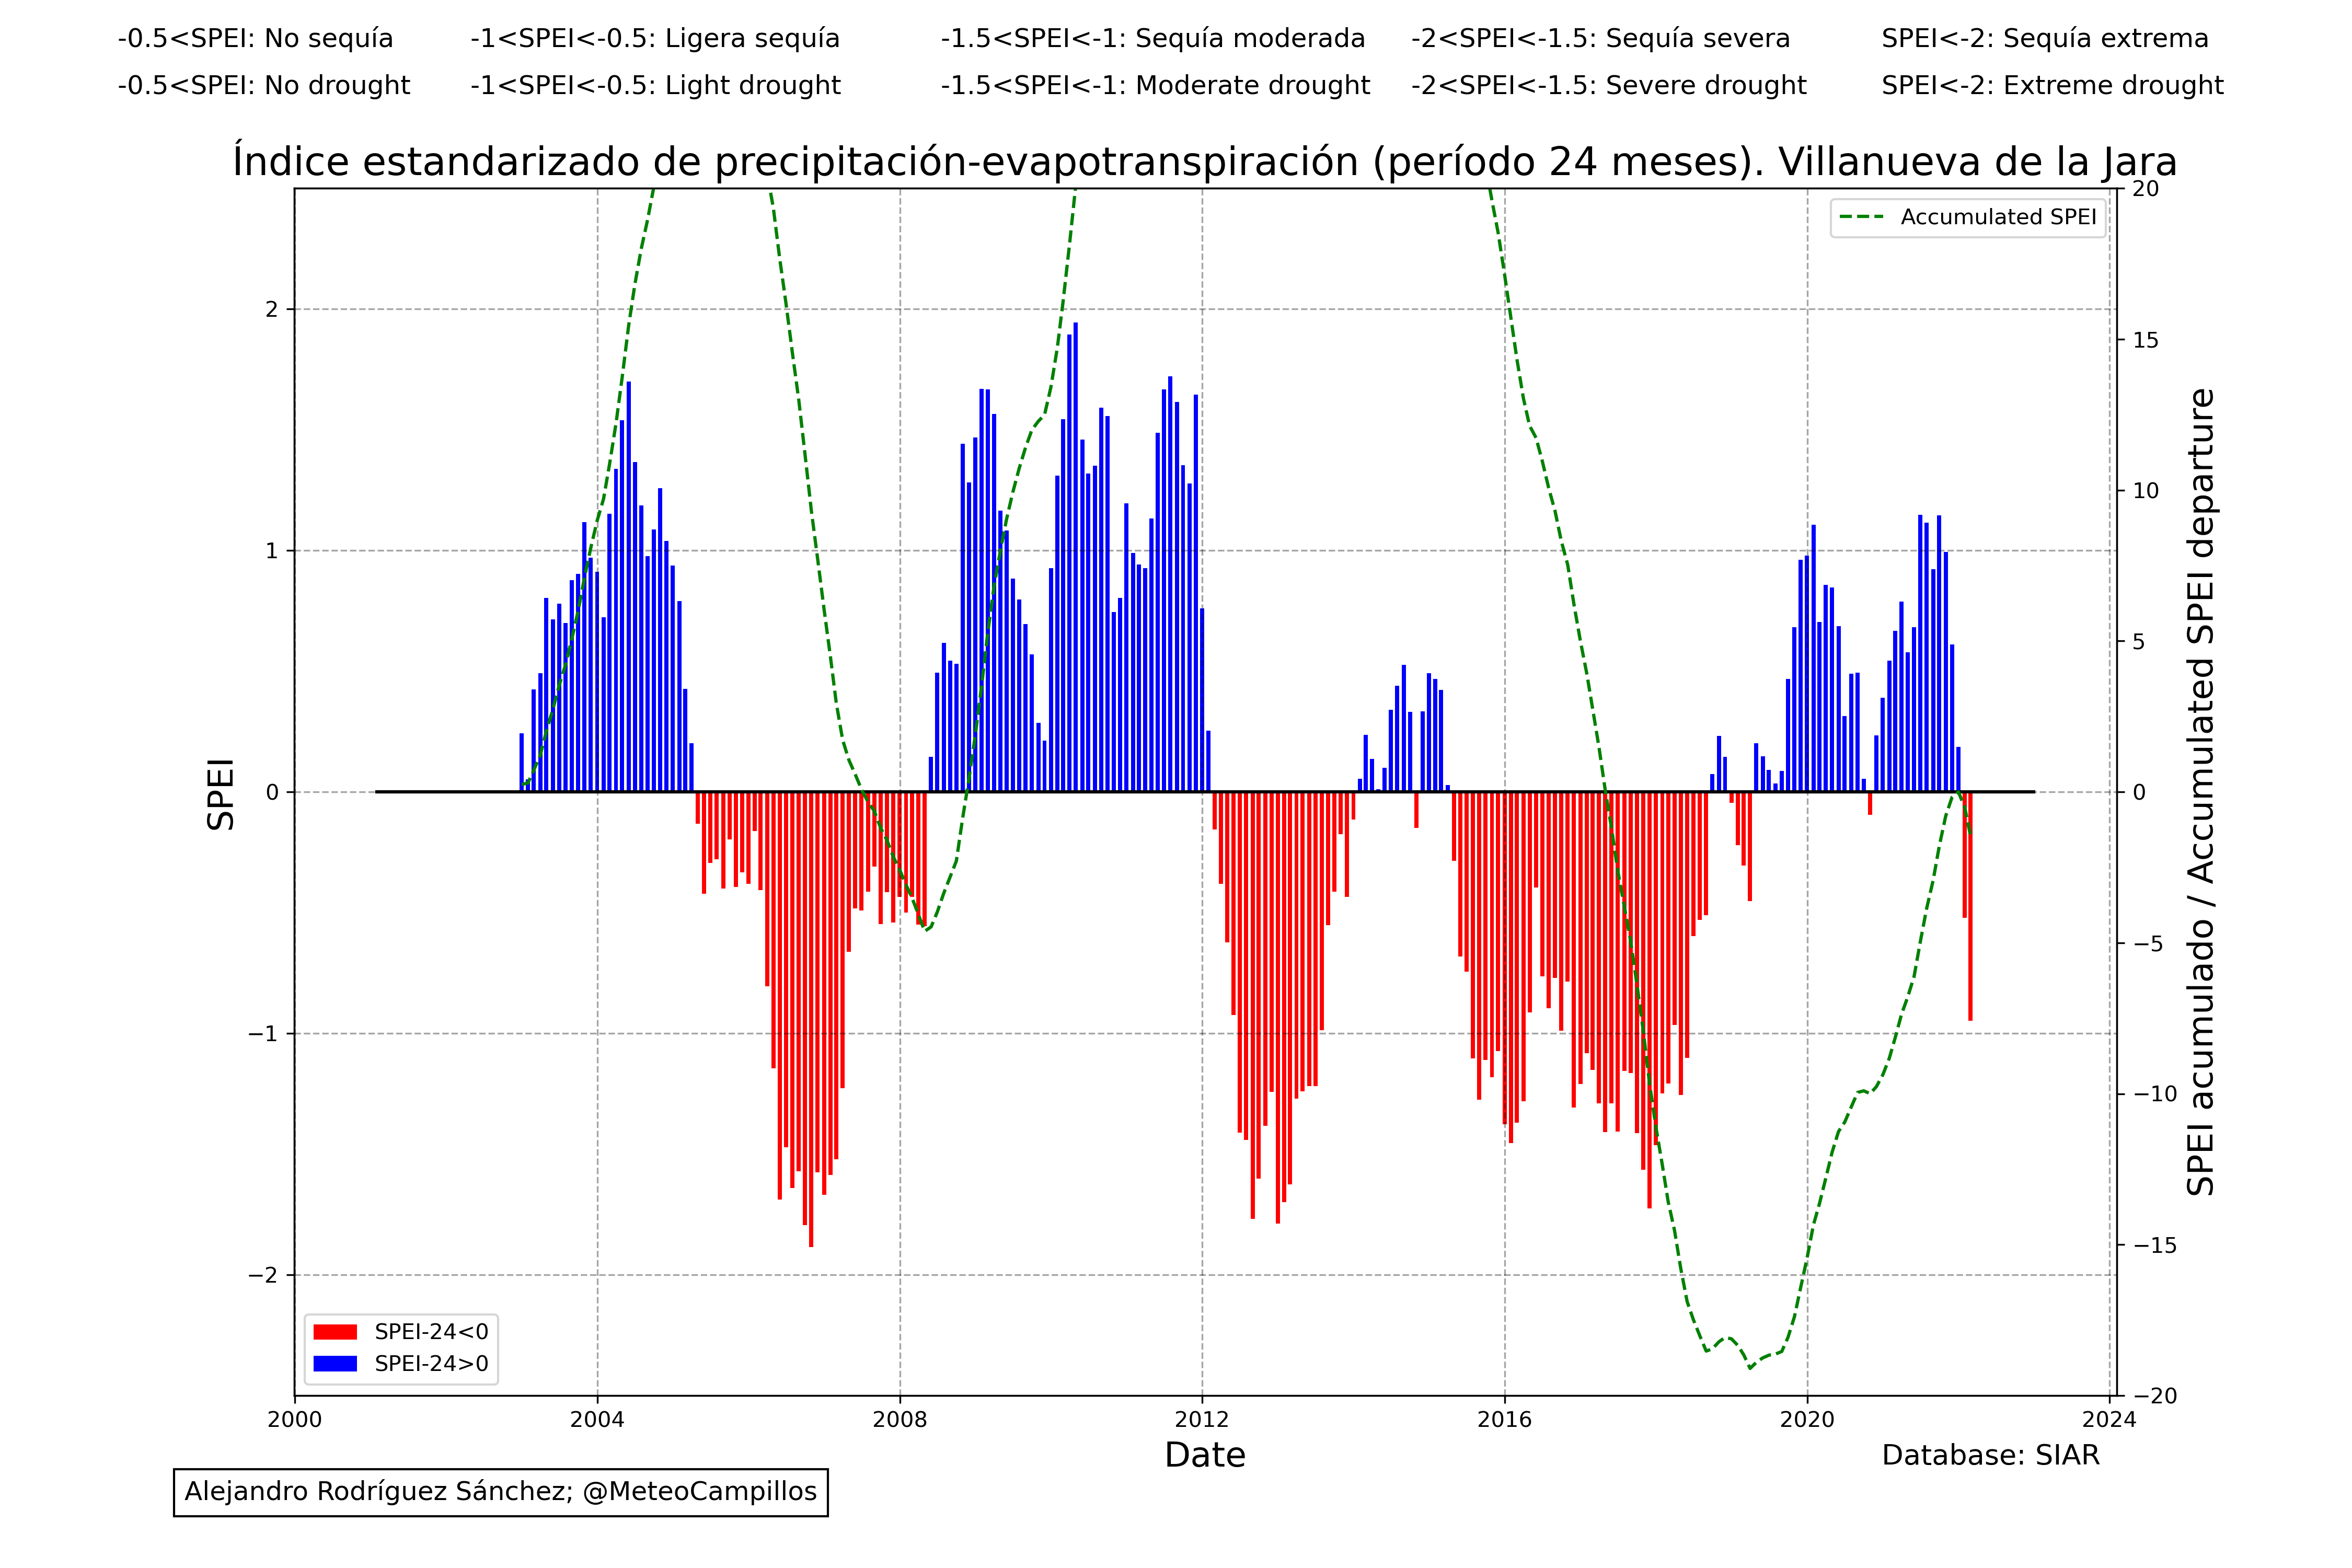 -0.5<SPEI: No sequía -1<SPEI<-0.5: Ligera sequía -1.5<SPEI<-1: Sequía moderada -2<SPEI<-1.5: Sequía severa SPEI<-2: Sequía extrema
-0.5<SPEI: No drought -1<SPEI<-0.5: Light drought -1.5<SPEI<-1: Moderate drought -2<SPEI<-1.5: Severe drought SPEI<-2: Extreme drought
Índice estandarizado de precipitación-evapotranspiración (período 24 meses). Villanueva de la Jara
Accumulated SPEI
SPEI
2
1
0
−1
−2
20
15
10
5
0
−5
−10
−15
−20
SPEI acumulado / Accumulated SPEI departure
SPEI-24<0
SPEI-24>0
2000 2004 2008 2012 2016 2020 2024
Date
Database: SIAR
Alejandro Rodríguez Sánchez; @MeteoCampillos